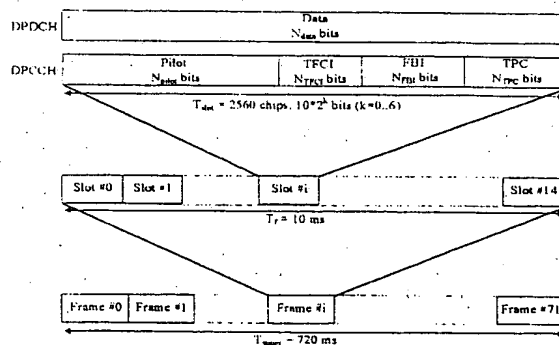 DPDCH
Data
N_data bits
DPCCH
Pilot
N_pilot bits
TFCI
N_TFCI bits
FBI
N_FBI bits
TPC
N_TPC bits
T_slot = 2560 chips, 10*2^k bits (k=0..6)
Slot #0 Slot #1 Slot #i Slot #14
T_f = 10 ms
Frame #0 Frame #1 Frame #i Frame #71
T_super = 720 ms